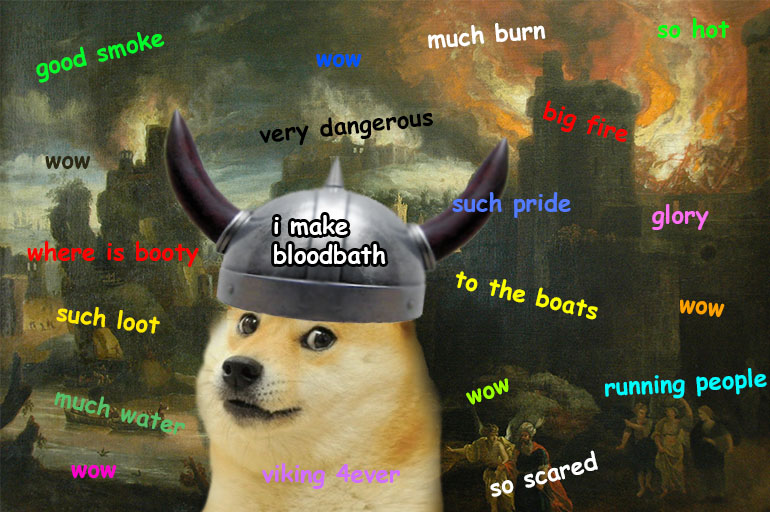 good smoke
wow
much burn
so hot
very dangerous
big fire
wow
such pride
glory
i make
bloodbath
where is booty
to the boats
such loot
wow
wow
running people
much water
wow
viking 4ever
so scared